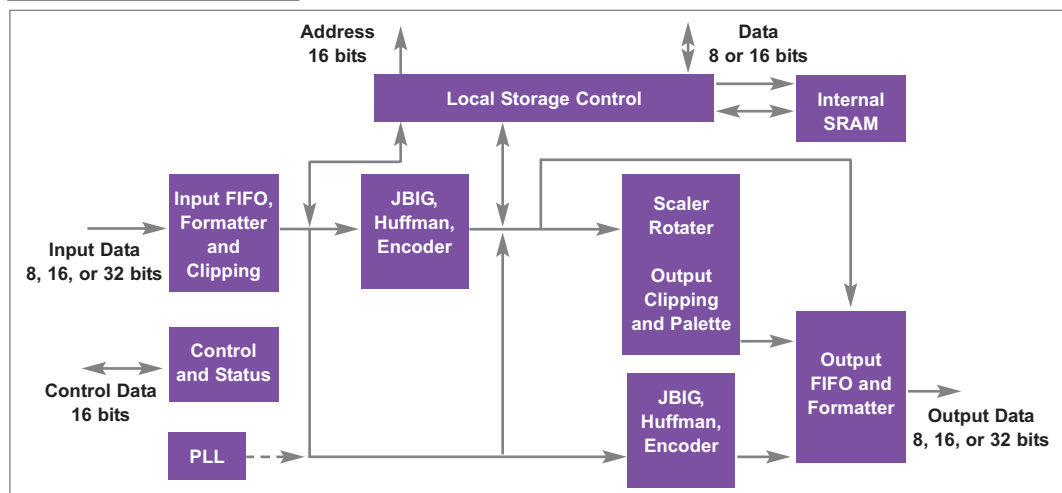 Address
16 bits
Data
8 or 16 bits
Local Storage Control
Internal
SRAM
Input FIFO,
Formatter
and
Clipping
JBIG,
Huffman,
Encoder
Scaler
Rotater
Output
Clipping
and Palette
Input Data
8, 16, or 32 bits
Control
and Status
Control Data
16 bits
Output
FIFO and
Formatter
JBIG,
Huffman,
Encoder
Output Data
8, 16, or 32 bits
PLL